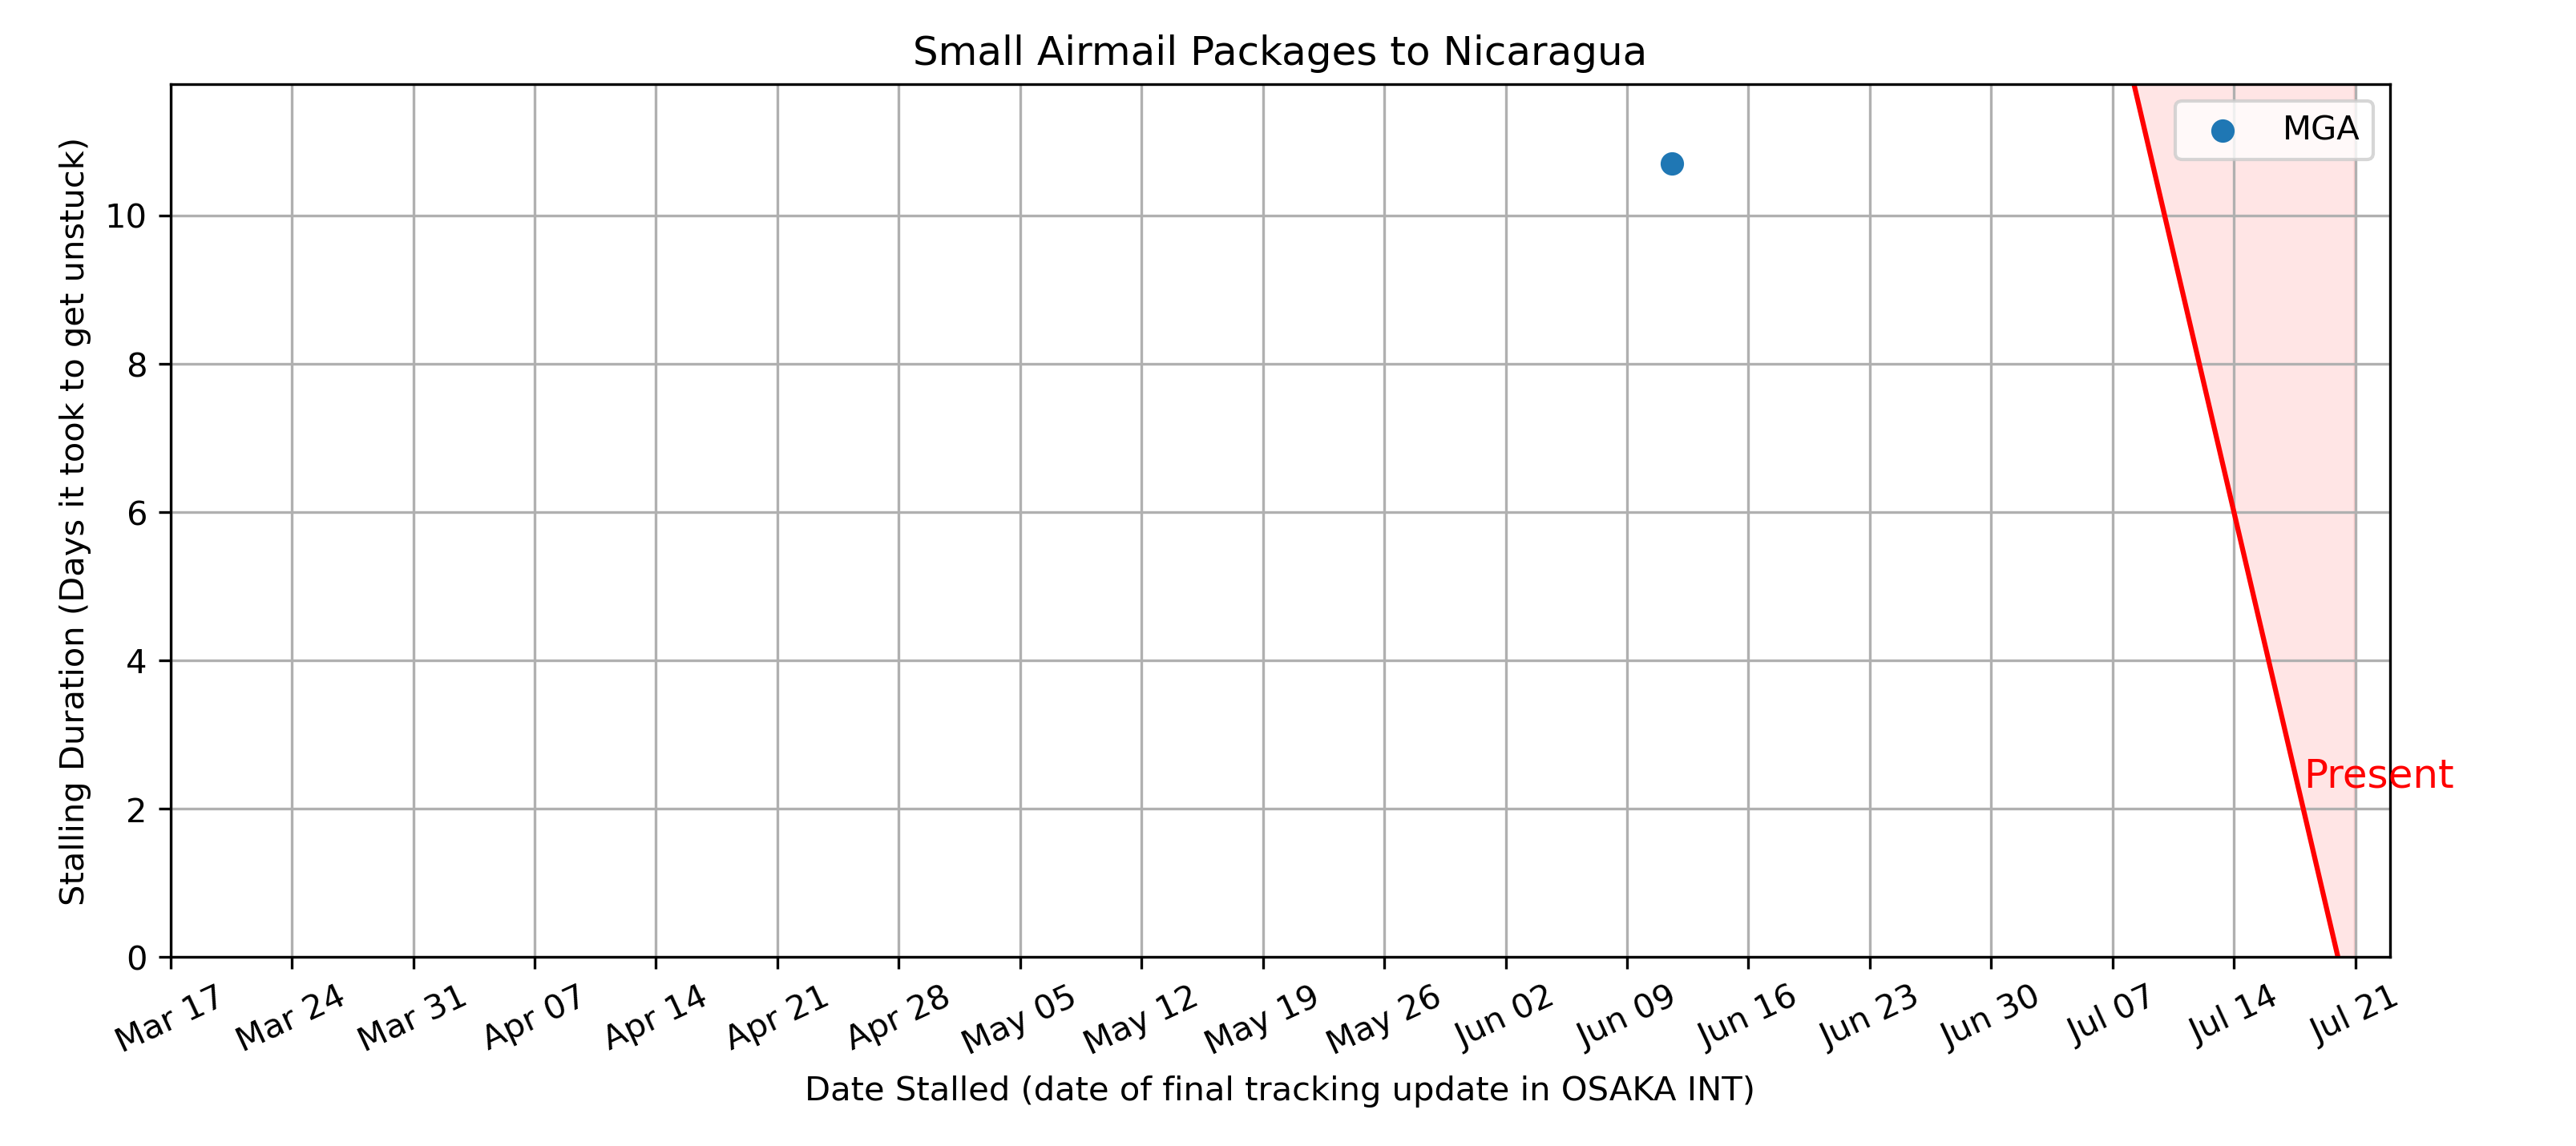 Small Airmail Packages to Nicaragua
MGA
Stalling Duration (Days it took to get unstuck)
10
8
6
4
2
0
Present
Mar 17 Mar 24 Mar 31 Apr 07 Apr 14 Apr 21 Apr 28 May 05 May 12 May 19 May 26 Jun 02 Jun 09 Jun 16 Jun 23 Jun 30 Jul 07 Jul 14 Jul 21
Date Stalled (date of final tracking update in OSAKA INT)